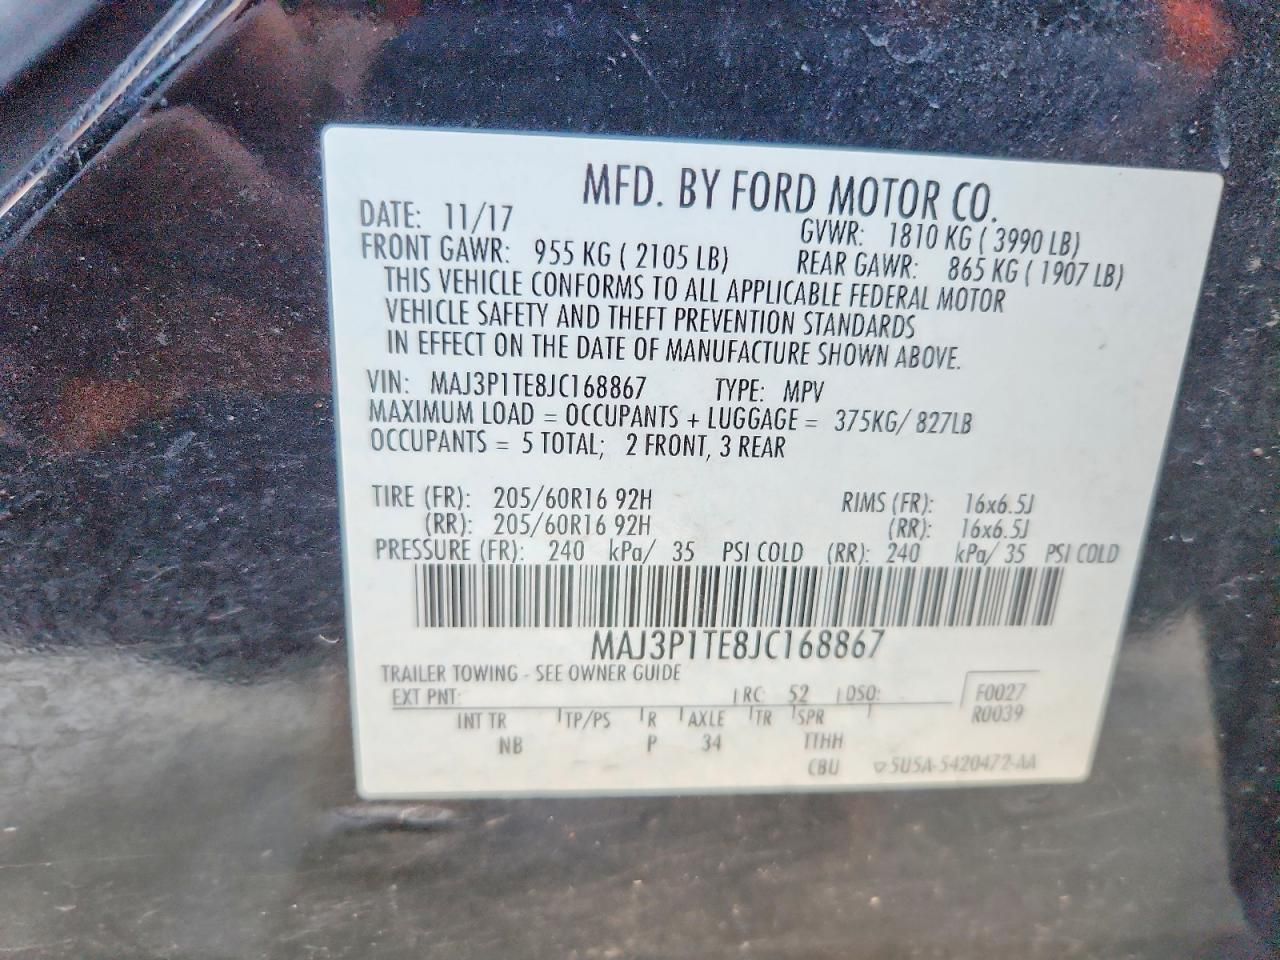 MFD. BY FORD MOTOR CO.
DATE: 11/17 GVWR: 1810 KG ( 3990 LB)
FRONT GAWR: 955 KG ( 2105 LB) REAR GAWR: 865 KG ( 1907 LB)
THIS VEHICLE CONFORMS TO ALL APPLICABLE FEDERAL MOTOR
VEHICLE SAFETY AND THEFT PREVENTION STANDARDS
IN EFFECT ON THE DATE OF MANUFACTURE SHOWN ABOVE.
VIN: MAJ3P1TE8JC168867 TYPE: MPV
MAXIMUM LOAD = OCCUPANTS + LUGGAGE = 375KG/ 827LB
OCCUPANTS = 5 TOTAL; 2 FRONT, 3 REAR
TIRE (FR): 205/60R16 92H RIMS (FR): 16x6.5J
(RR): 205/60R16 92H (RR): 16x6.5J
PRESSURE (FR): 240 kPa/ 35 PSI COLD (RR): 240 kPa/ 35 PSI COLD
MAJ3P1TE8JC168867
TRAILER TOWING - SEE OWNER GUIDE
EXT PNT: RC: 52 DSO: F0027
R0039
INT TR TP/PS R AXLE TR SPR
NB P 34 TTHH
CBU 5U5A-5420472-AA